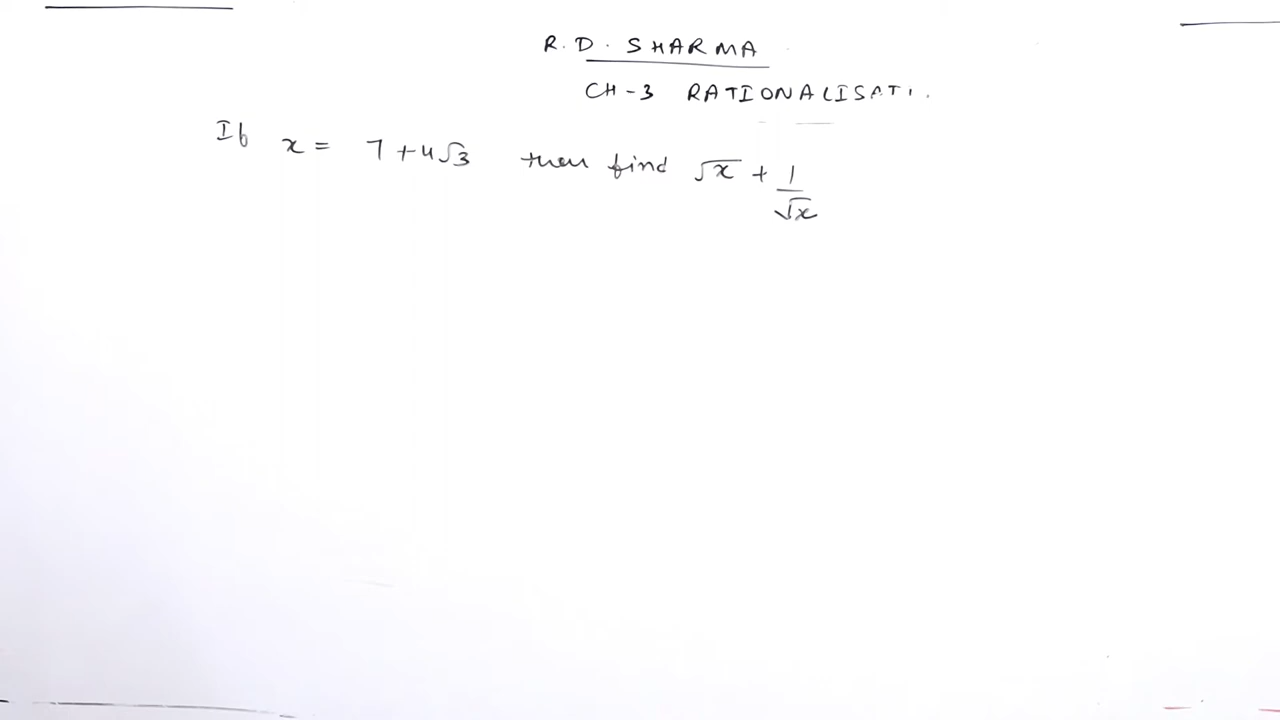 R.D. SHARMA
CH-3 RATIONALISATI
If x = 7+4√3 then find √x + 1/√x